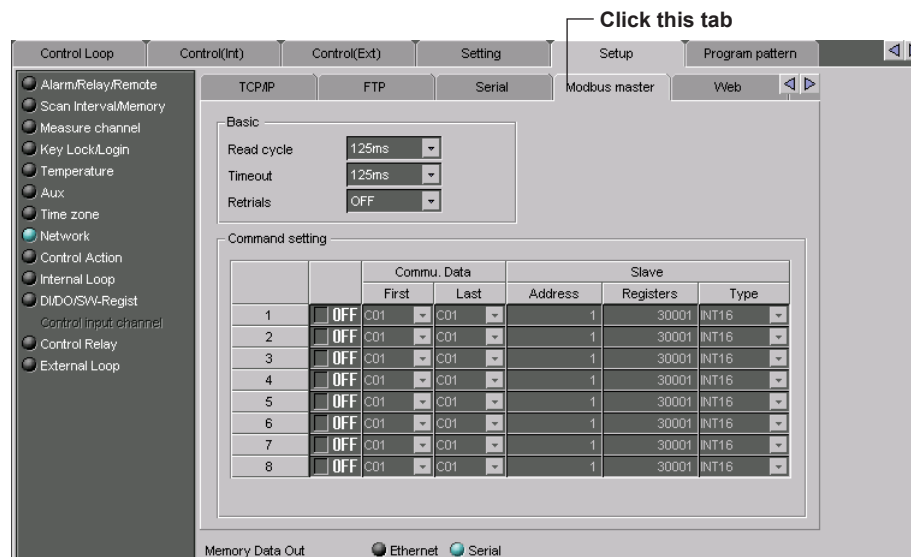 Click this tab
Control Loop Control(Int) Control(Ext) Setting Setup Program pattern
Alarm/Relay/Remote
Scan Interval/Memory
Measure channel
Key Lock/Login
Temperature
Aux
Time zone
Network
Control Action
Internal Loop
DI/DO/SW-Regist
Control input channel
Control Relay
External Loop
TCP/IP FTP Serial Modbus master Web
Basic
Read cycle 125ms
Timeout 125ms
Retrials OFF
Command setting
Commu. Data Slave
First Last Address Registers Type
1 OFF C01 C01 1 30001 INT16
2 OFF C01 C01 1 30001 INT16
3 OFF C01 C01 1 30001 INT16
4 OFF C01 C01 1 30001 INT16
5 OFF C01 C01 1 30001 INT16
6 OFF C01 C01 1 30001 INT16
7 OFF C01 C01 1 30001 INT16
8 OFF C01 C01 1 30001 INT16
Memory Data Out Ethernet Serial